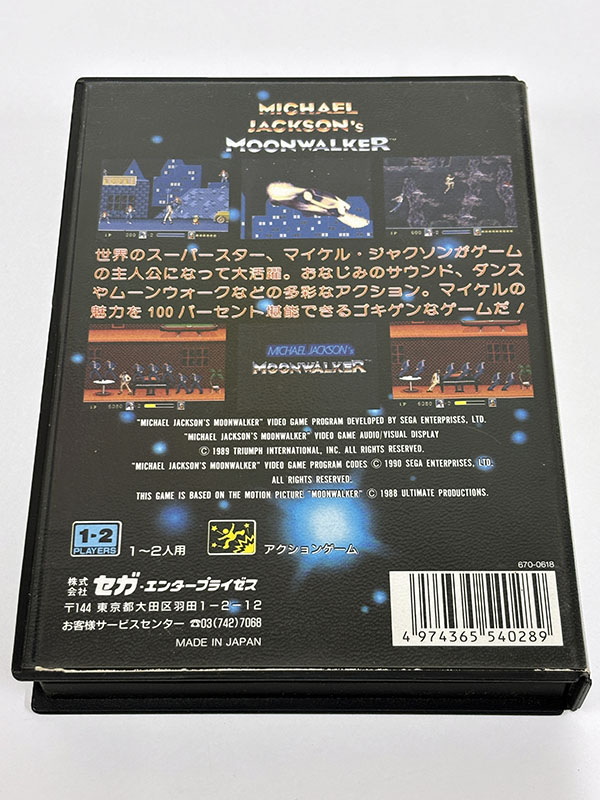 MICHAEL
JACKSON'S
MOONWALKER™
世界のスーパースター、マイケル・ジャクソンがゲーム
の主人公になって大活躍。おなじみのサウンド、ダンス
やムーンウォークなどの多彩なアクション。マイケルの
魅力を100パーセント堪能できるゴキゲンなゲームだ！
MICHAEL JACKSON'S
MOONWALKER™
"MICHAEL JACKSON'S MOONWALKER" VIDEO GAME PROGRAM DEVELOPED BY SEGA ENTERPRISES, LTD.
"MICHAEL JACKSON'S MOONWALKER" VIDEO GAME AUDIO/VISUAL DISPLAY
© 1989 TRIUMPH INTERNATIONAL, INC. ALL RIGHTS RESERVED.
"MICHAEL JACKSON'S MOONWALKER" VIDEO GAME PROGRAM CODES © 1990 SEGA ENTERPRISES, LTD.
ALL RIGHTS RESERVED.
THIS GAME IS BASED ON THE MOTION PICTURE "MOONWALKER" © 1988 ULTIMATE PRODUCTIONS.
1-2
PLAYERS
1〜2人用
アクションゲーム
670-0618
株式会社 セガ・エンタープライゼス
〒144 東京都大田区羽田1-2-12
お客様サービスセンター ☎03(742)7068
MADE IN JAPAN
4 974365 540289